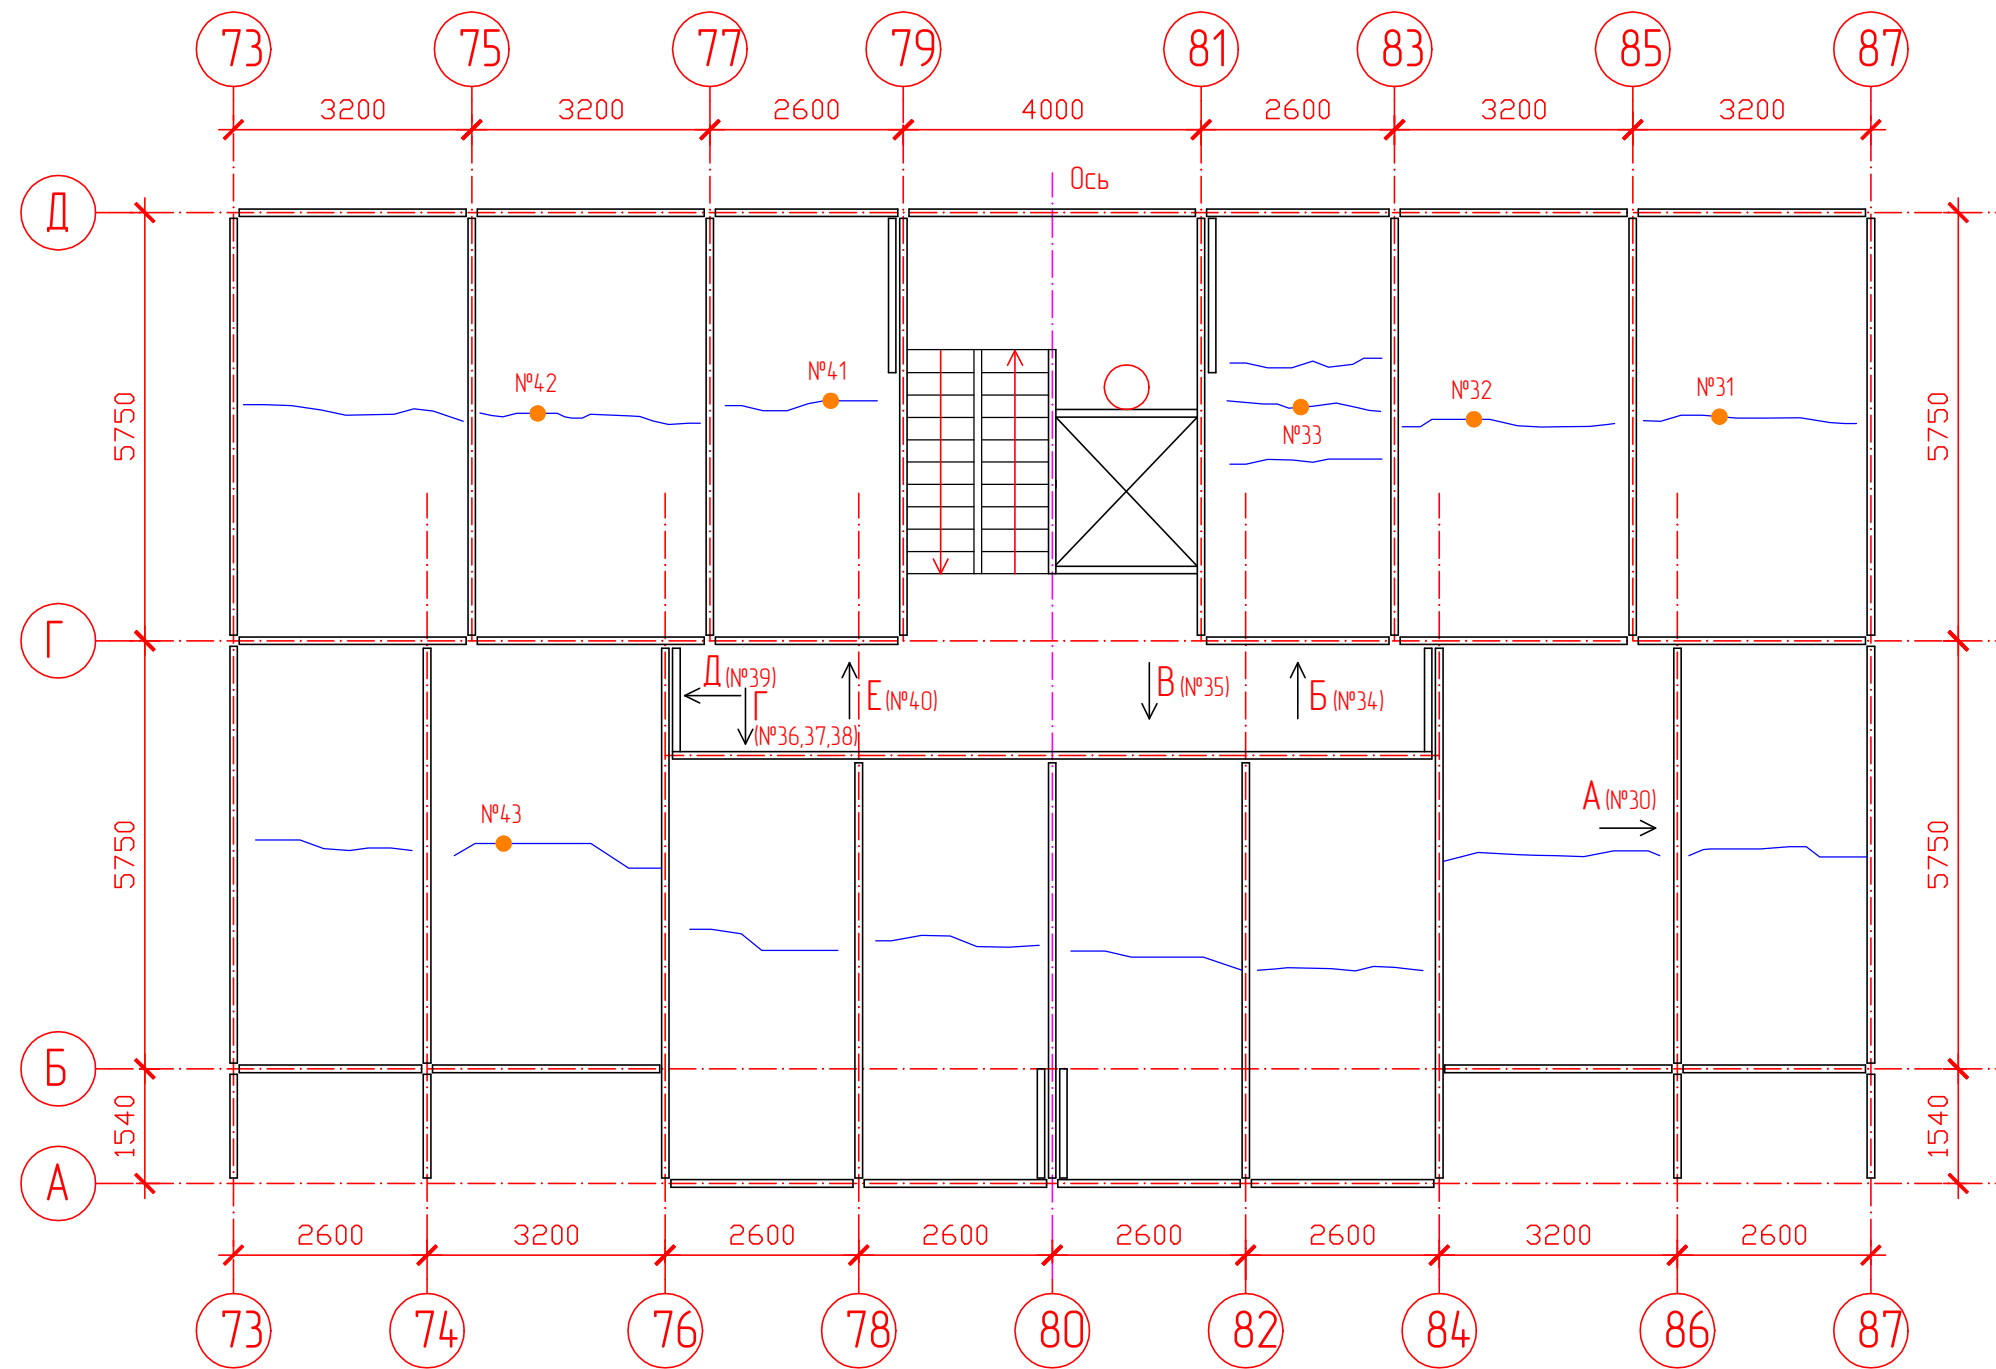 73 75 77 79 81 83 85 87
3200 3200 2600 4000 2600 3200 3200
Ось
Д
№42 №41 №32 №31
№33
5750 5750
Г
Д (№39)
Г
(№36,37,38)
Е (№40)
В (№35)
Б (№34)
А (№30)
№43
5750 5750
Б
1540 1540
А
2600 3200 2600 2600 2600 2600 3200 2600
73 74 76 78 80 82 84 86 87